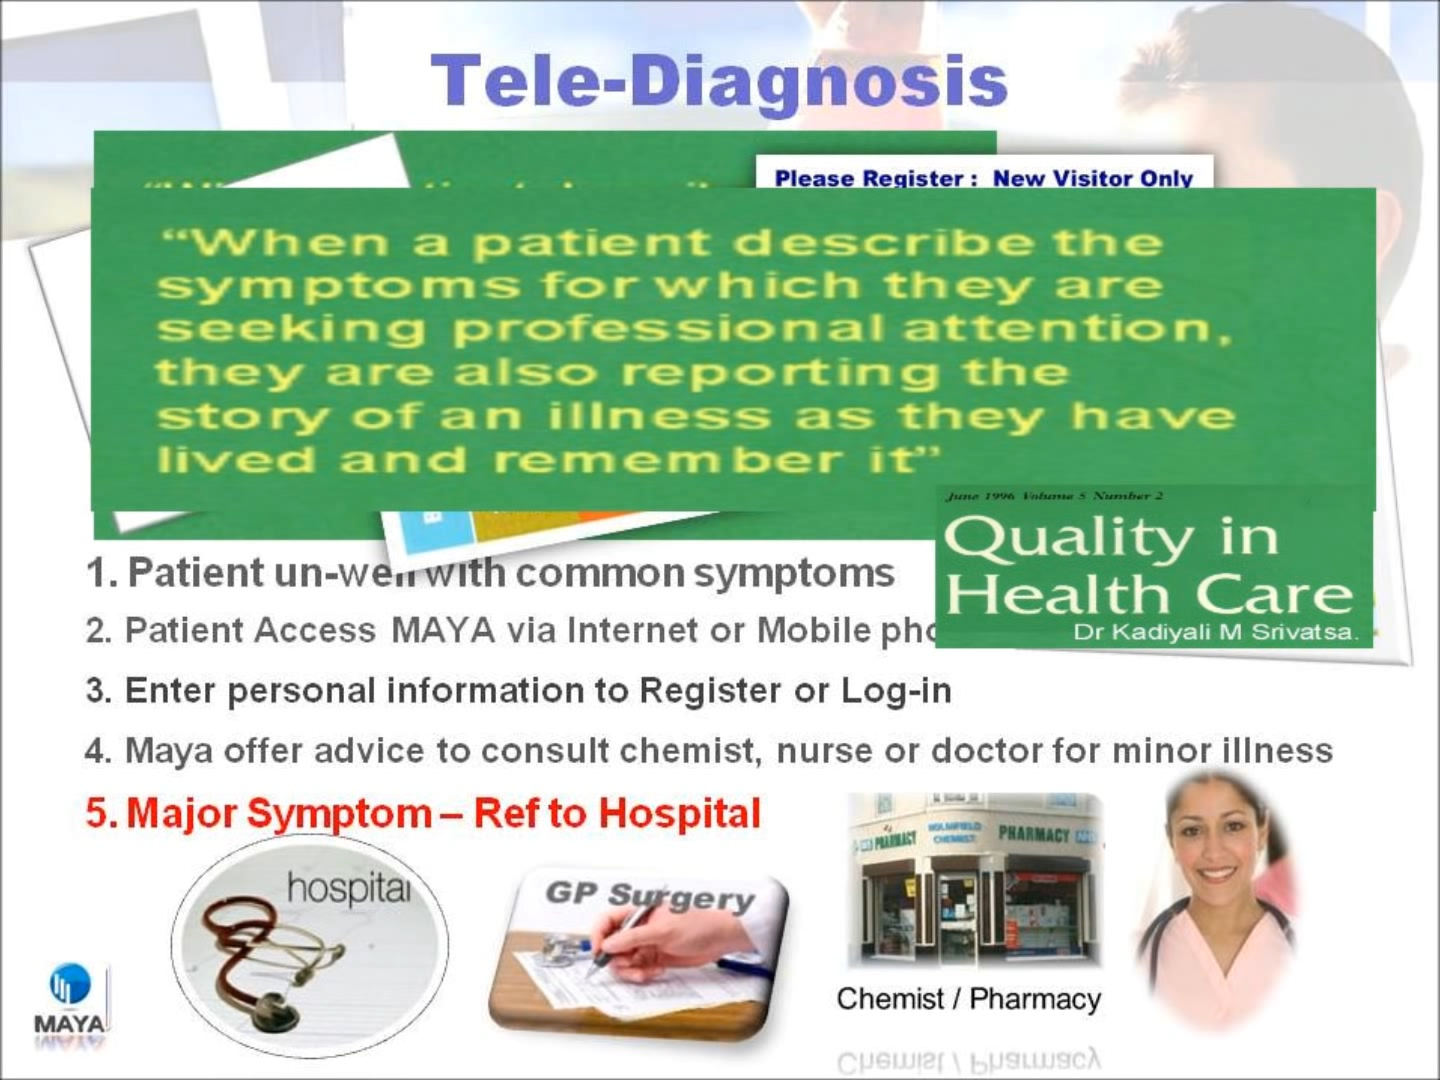 Tele-Diagnosis
Please Register : New Visitor Only
“When a patient describe the
symptoms for which they are
seeking professional attention,
they are also reporting the
story of an illness as they have
lived and remember it”
June 1996 Volume 5 Number 2
Quality in
Health Care
Dr Kadiyali M Srivatsa.
1. Patient un-well with common symptoms
2. Patient Access MAYA via Internet or Mobile pho
3. Enter personal information to Register or Log-in
4. Maya offer advice to consult chemist, nurse or doctor for minor illness
5. Major Symptom – Ref to Hospital
hospital
GP Surgery
PHARMACY
HOLMFIELD
CHEMIST
PHARMACY
Chemist / Pharmacy
MAYA